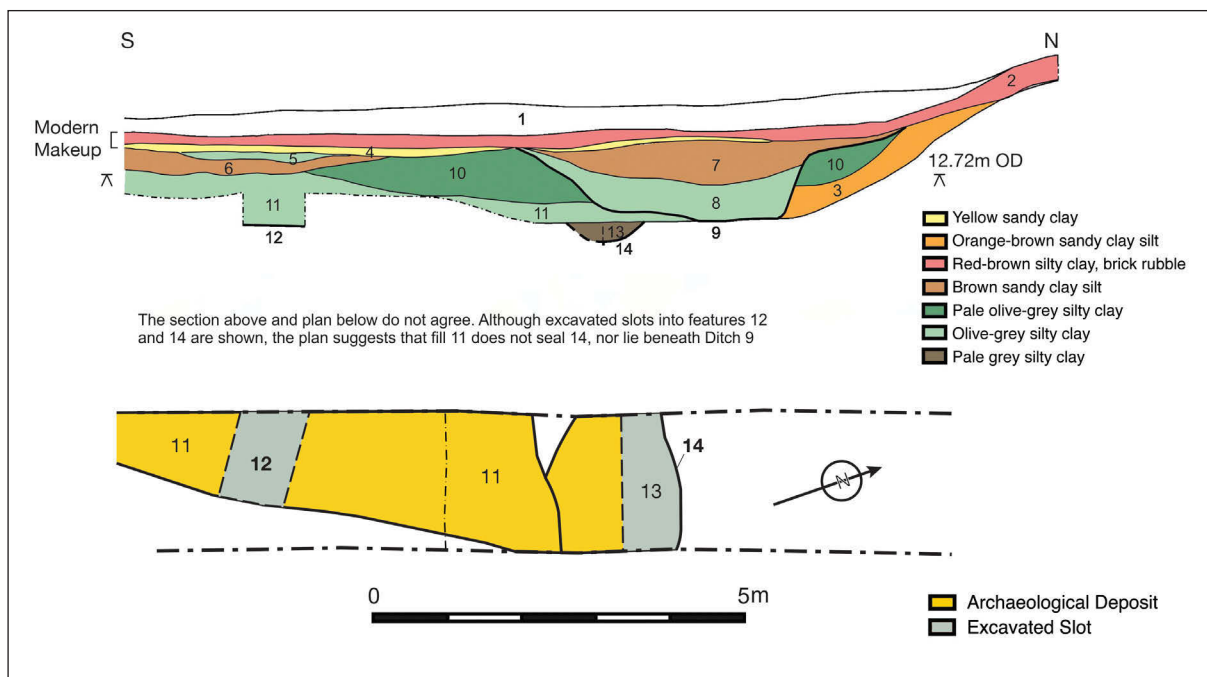 S
N
2
1
Modern
Makeup
4
5
6
7
10
10
12.72m OD
3
8
11
11
9
12
13
14
Yellow sandy clay
Orange-brown sandy clay silt
Red-brown silty clay, brick rubble
Brown sandy clay silt
Pale olive-grey silty clay
Olive-grey silty clay
Pale grey silty clay
The section above and plan below do not agree. Although excavated slots into features 12
and 14 are shown, the plan suggests that fill 11 does not seal 14, nor lie beneath Ditch 9
11
12
11
13
14
N
0
5m
Archaeological Deposit
Excavated Slot